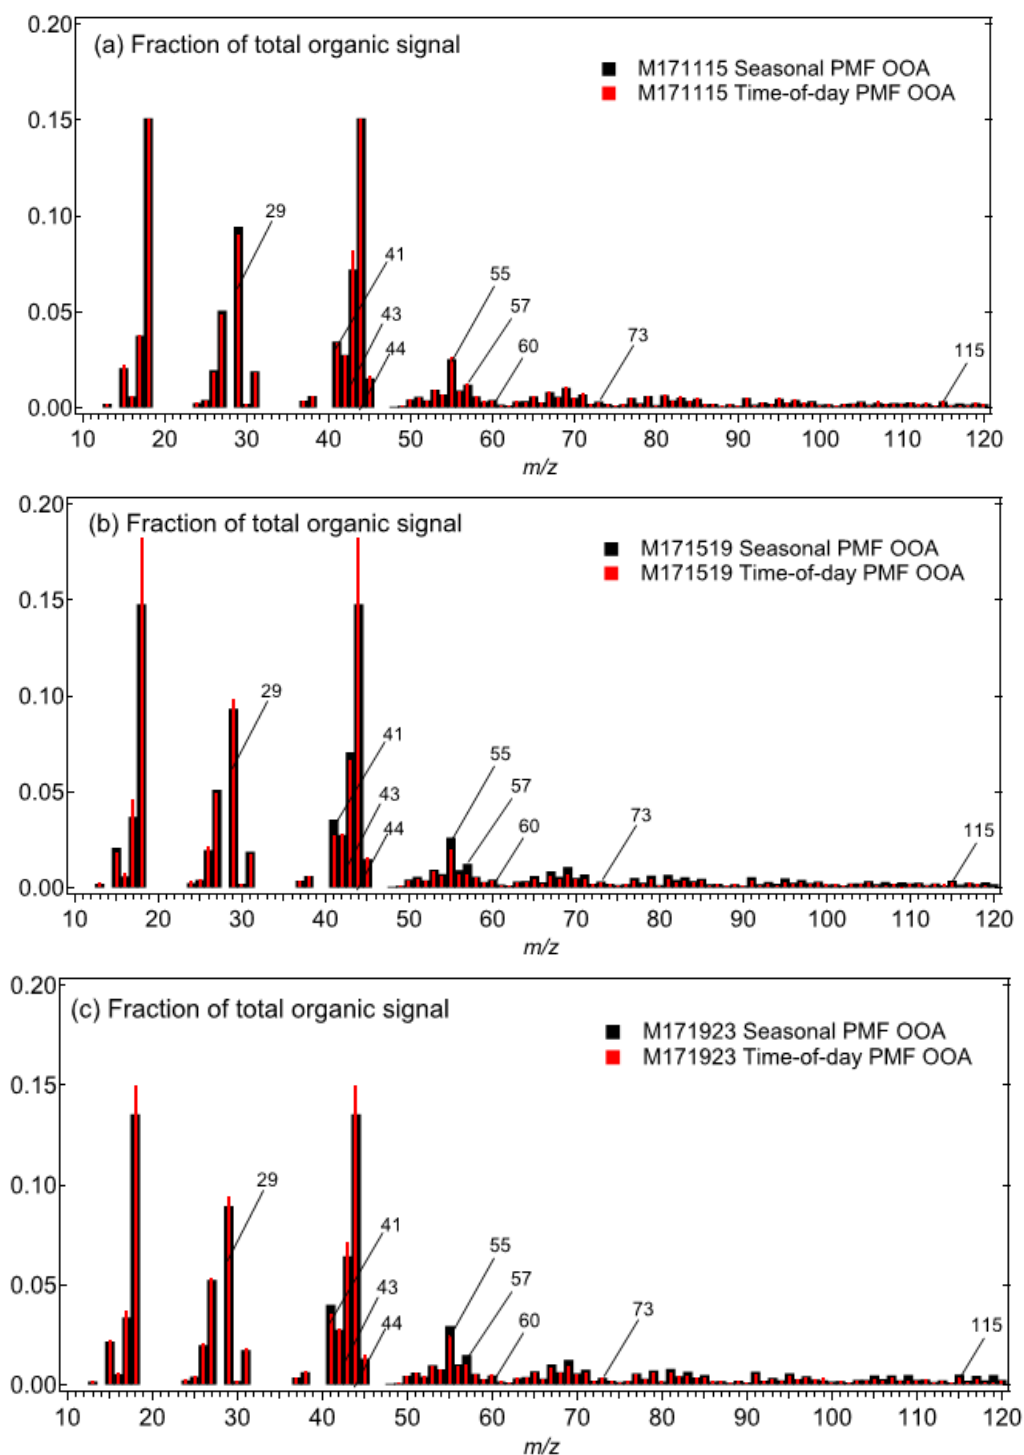 0.20
(a) Fraction of total organic signal
M171115 Seasonal PMF OOA
M171115 Time-of-day PMF OOA
0.15
0.10
29
41
55
0.05
43
57
44
60
73
115
0.00
10 20 30 40 50 60 70 80 90 100 110 120
m/z
0.20
(b) Fraction of total organic signal
M171519 Seasonal PMF OOA
M171519 Time-of-day PMF OOA
0.15
0.10
29
41
55
0.05
43
57
44
60
73
115
0.00
10 20 30 40 50 60 70 80 90 100 110 120
m/z
0.20
(c) Fraction of total organic signal
M171923 Seasonal PMF OOA
M171923 Time-of-day PMF OOA
0.15
0.10
29
41
55
0.05
43
57
44
60
73
115
0.00
10 20 30 40 50 60 70 80 90 100 110 120
m/z